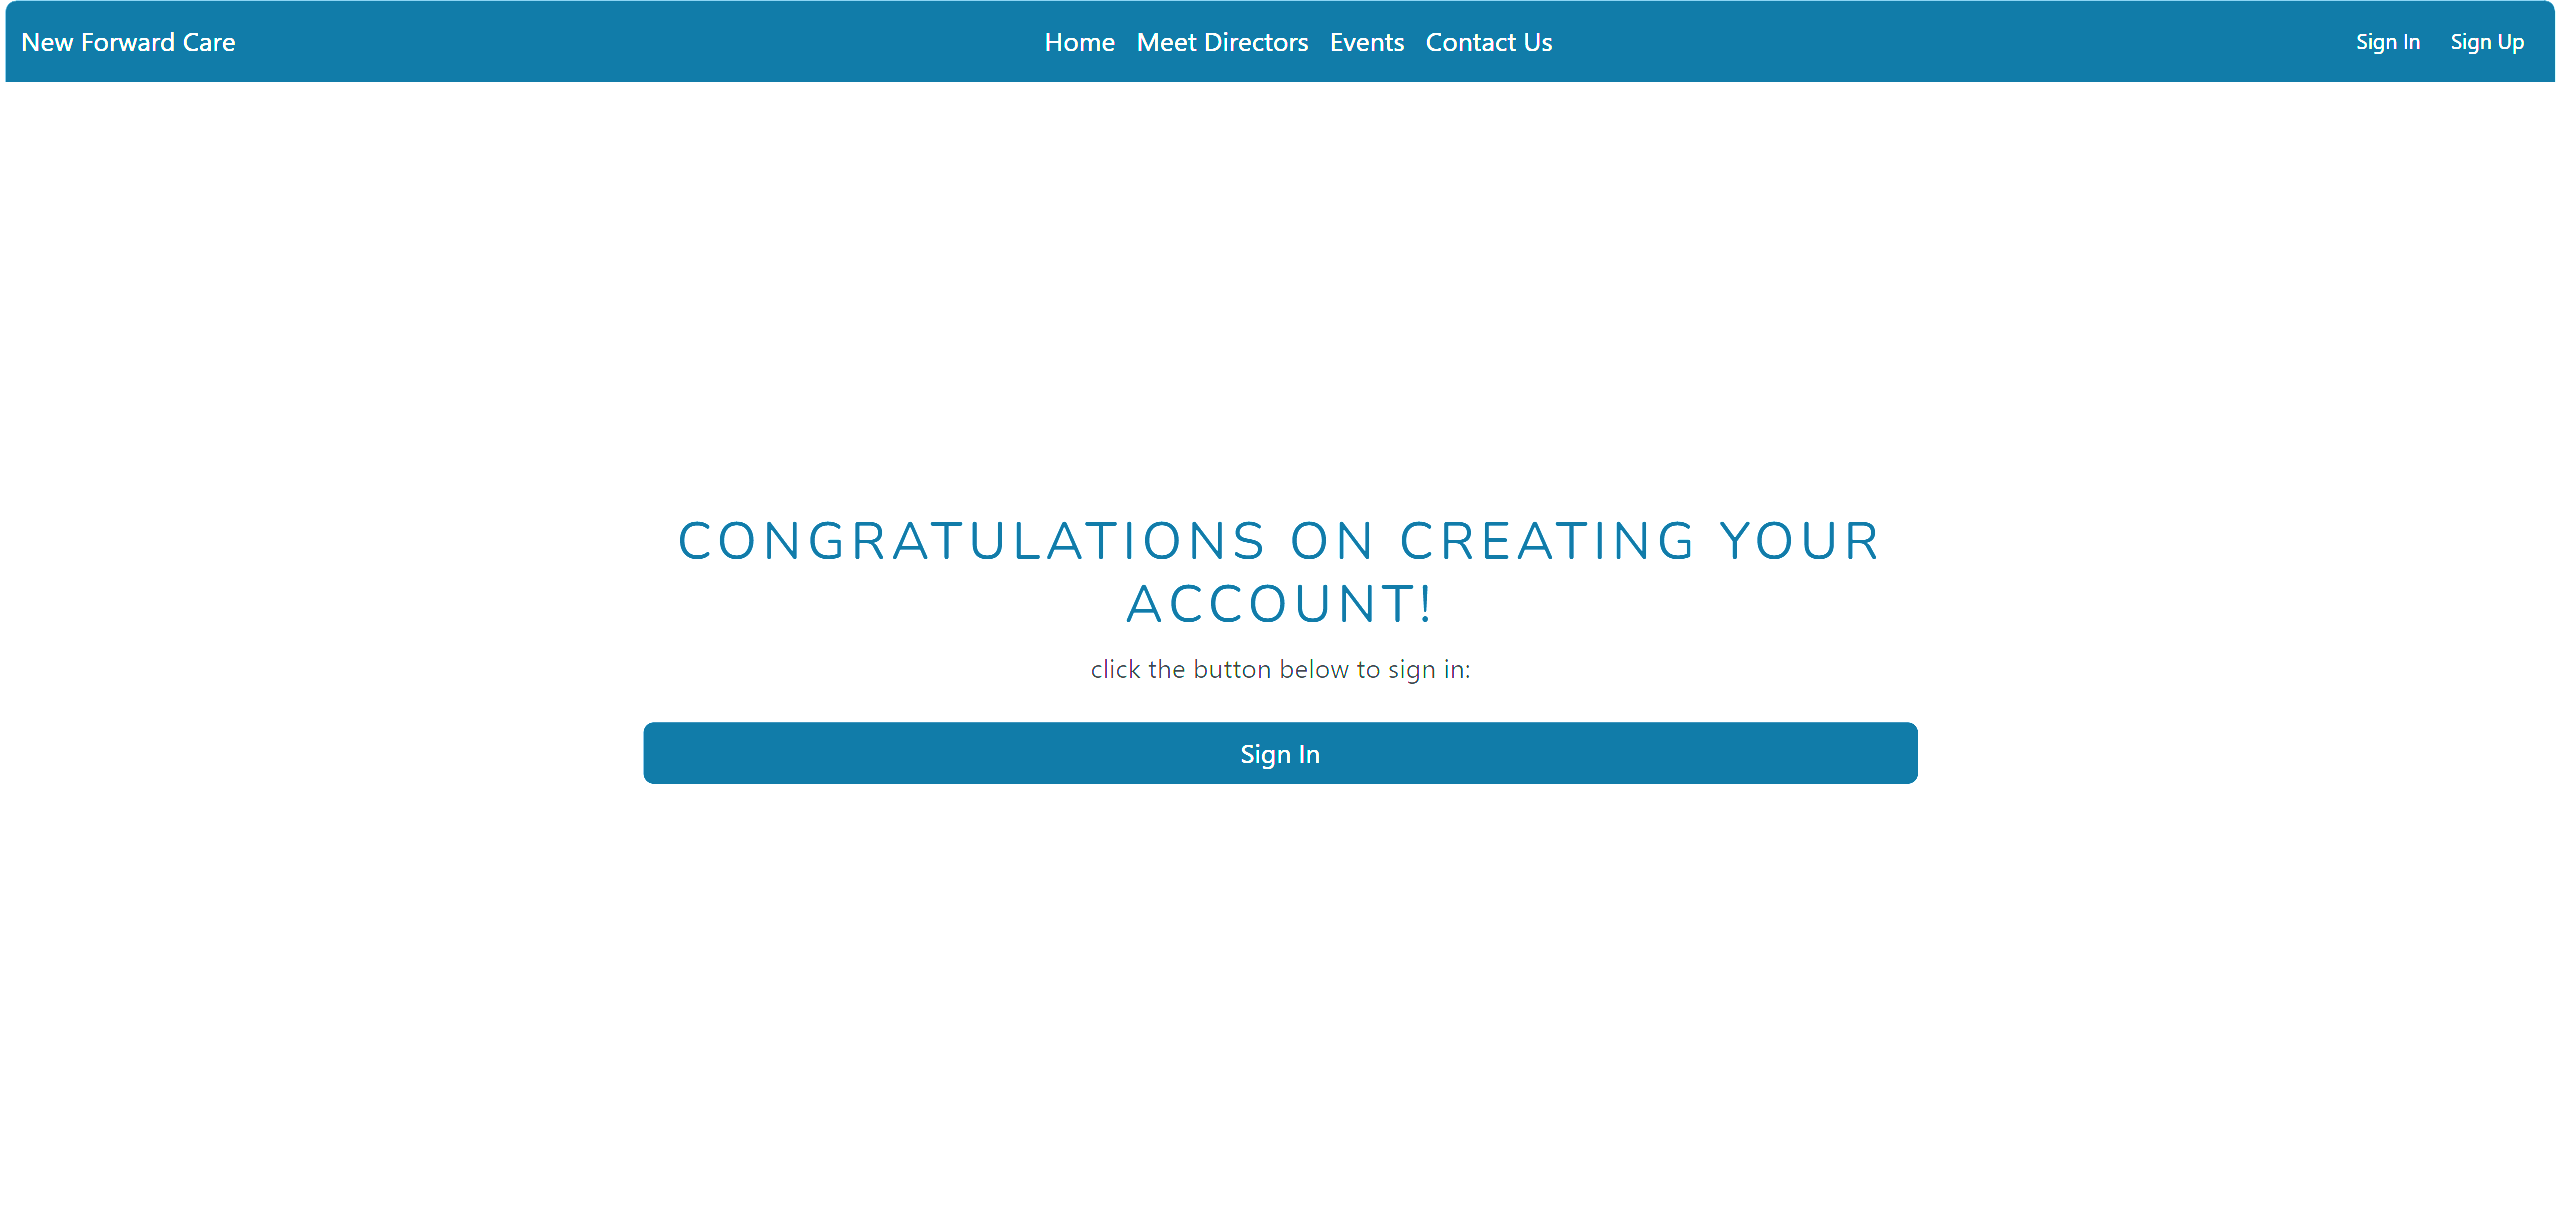 New Forward Care
Home Meet Directors Events Contact Us
Sign In Sign Up
CONGRATULATIONS ON CREATING YOUR
ACCOUNT!
click the button below to sign in:
Sign In